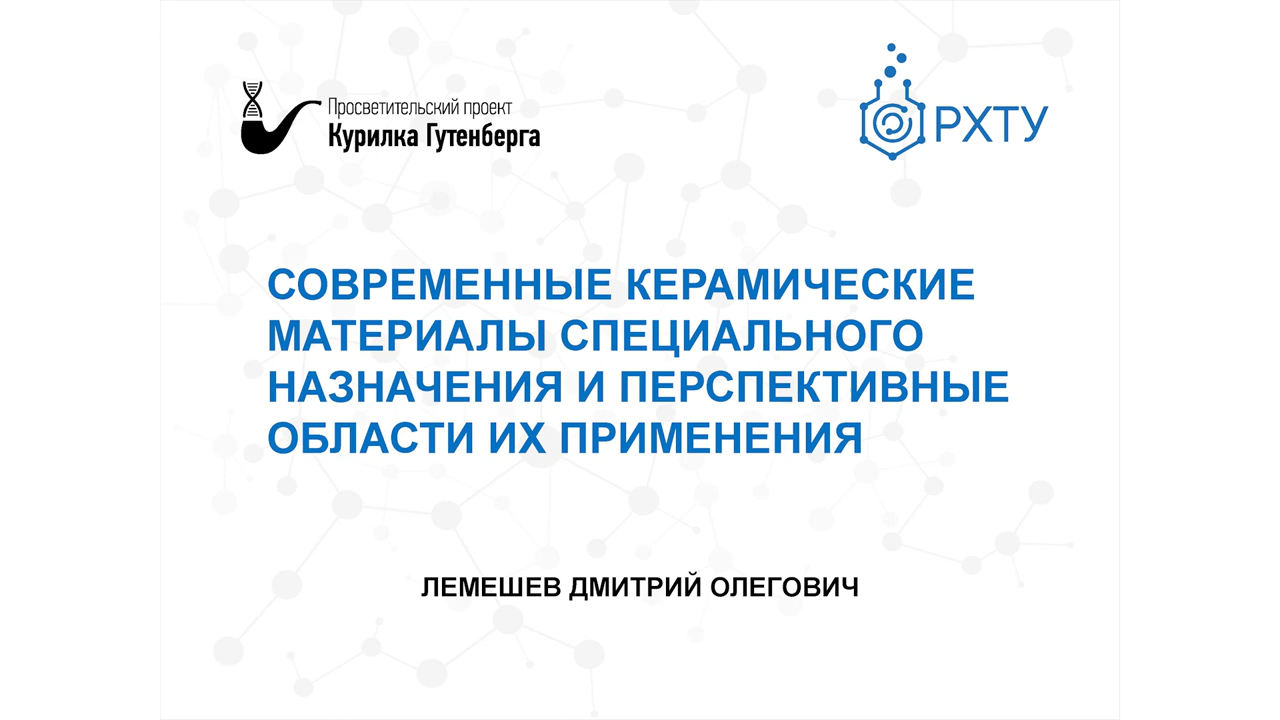 Просветительский проект
Курилка Гутенберга
РХТУ
СОВРЕМЕННЫЕ КЕРАМИЧЕСКИЕ
МАТЕРИАЛЫ СПЕЦИАЛЬНОГО
НАЗНАЧЕНИЯ И ПЕРСПЕКТИВНЫЕ
ОБЛАСТИ ИХ ПРИМЕНЕНИЯ
ЛЕМЕШЕВ ДМИТРИЙ ОЛЕГОВИЧ